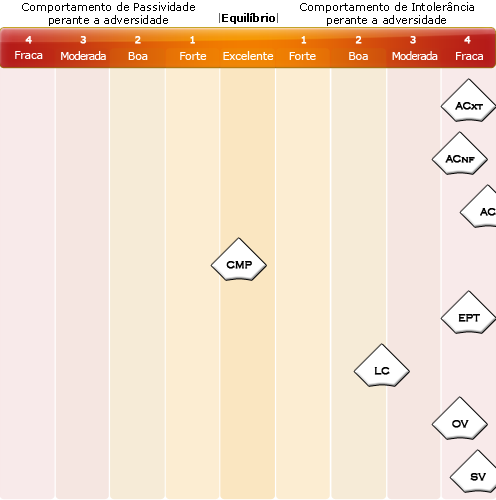 Comportamento de Passividade
perante a adversidade
|Equilíbrio|
Comportamento de Intolerância
perante a adversidade
4 3 2 1 1 2 3 4
Fraca Moderada Boa Forte Excelente Forte Boa Moderada Fraca
ACXT
ACNF
AC
CMP
EPT
LC
OV
SV